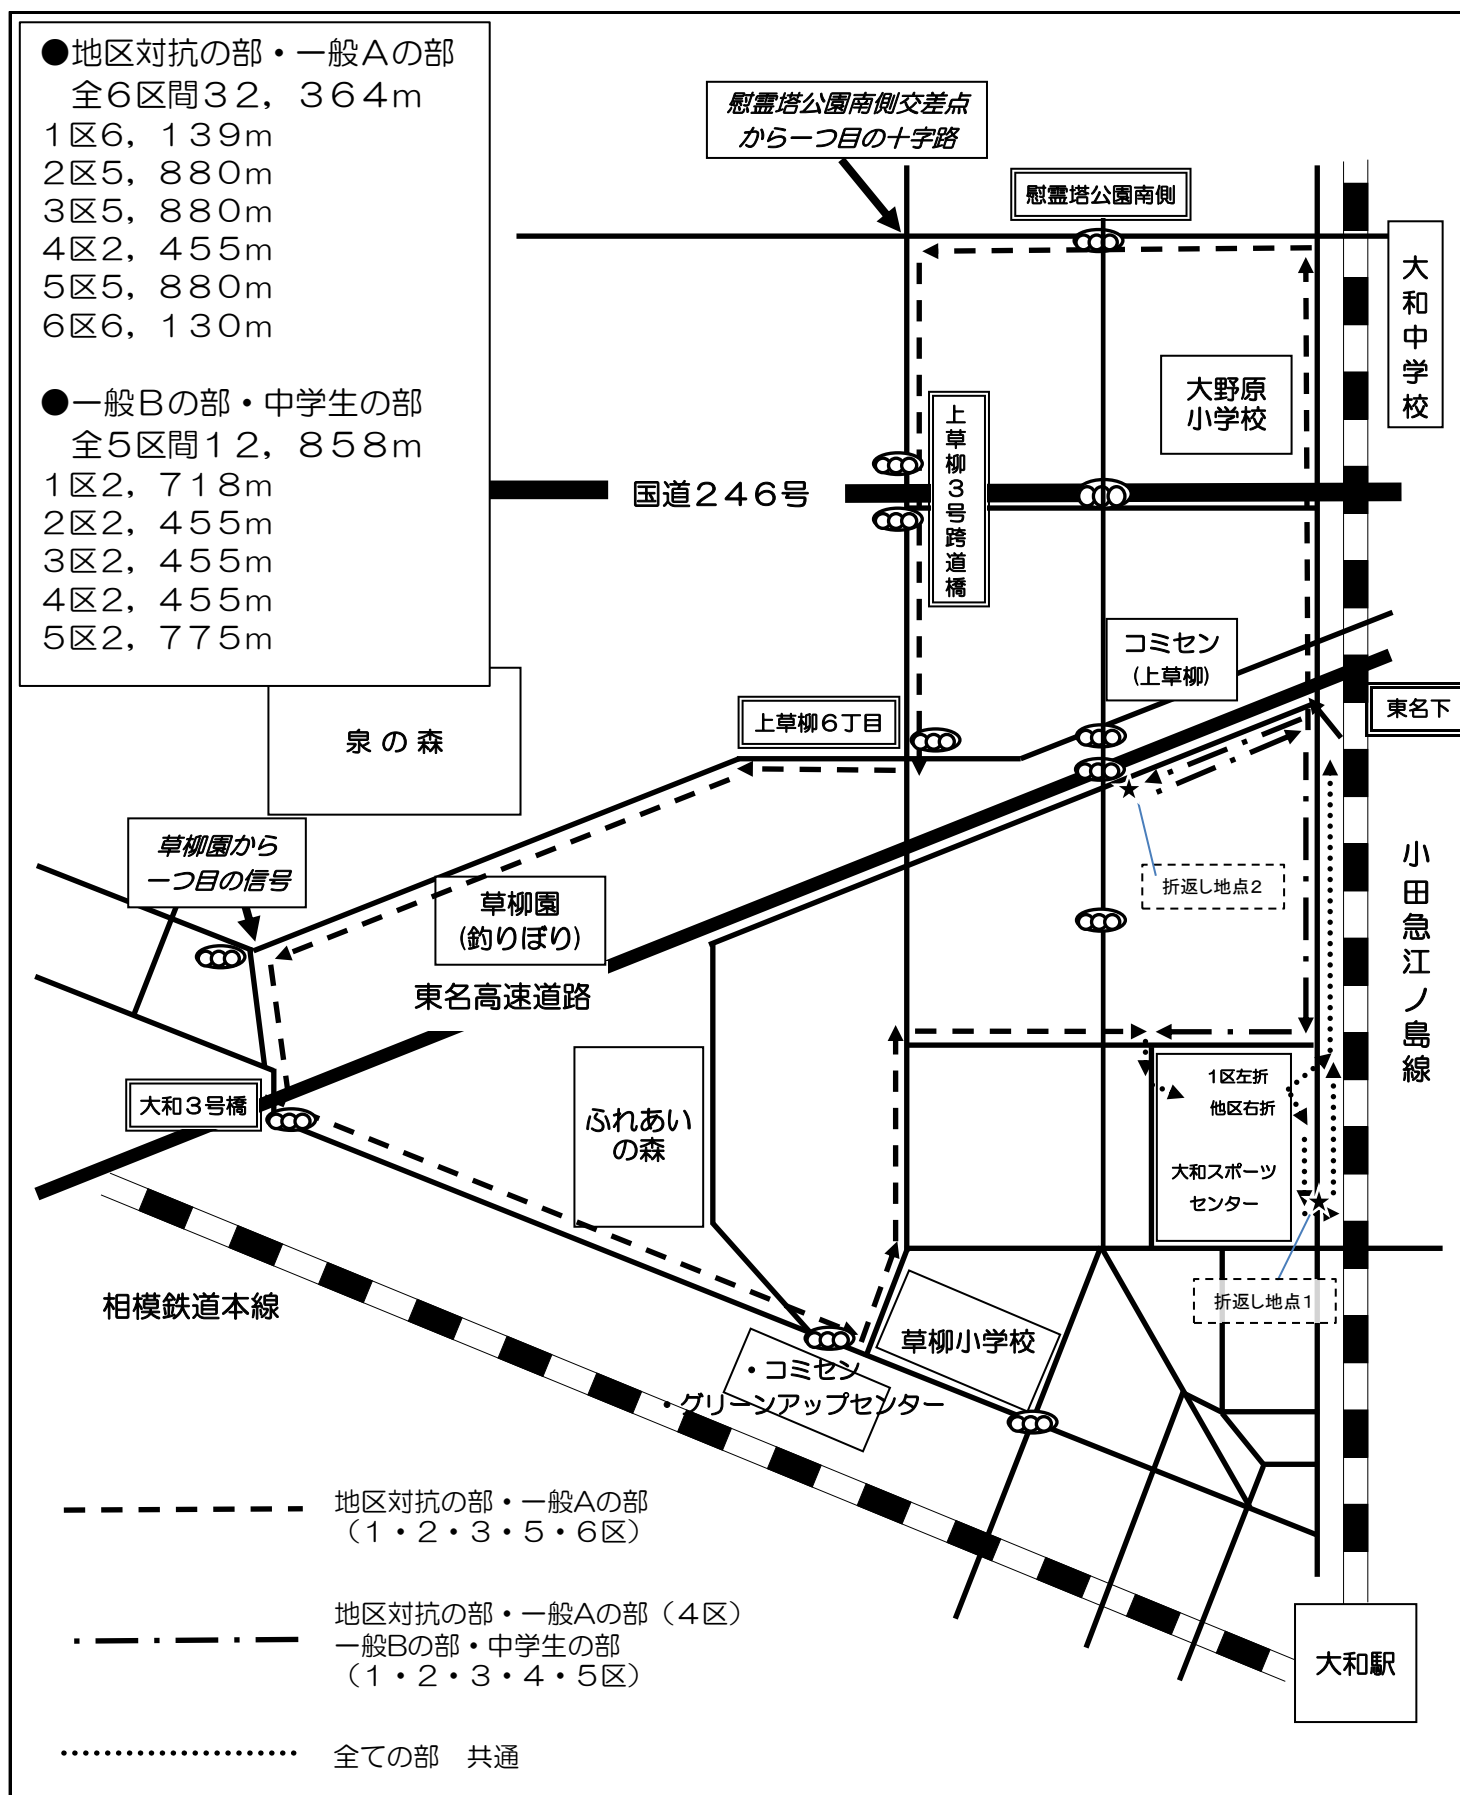 ●地区対抗の部・一般Aの部
全6区間32，364m
1区6，139m
2区5，880m
3区5，880m
4区2，455m
5区5，880m
6区6，130m
●一般Bの部・中学生の部
全5区間12，858m
1区2，718m
2区2，455m
3区2，455m
4区2，455m
5区2，775m
慰霊塔公園南側交差点
から一つ目の十字路
慰霊塔公園南側
大和中学校
大野原
小学校
上草柳3号跨道橋
国道246号
コミセン
(上草柳)
東名下
上草柳6丁目
泉の森
草柳園から
一つ目の信号
草柳園
(釣りぼり)
折返し地点2
小田急江ノ島線
東名高速道路
大和3号橋
ふれあい
の森
1区左折
他区右折
大和スポーツ
センター
折返し地点1
相模鉄道本線
草柳小学校
・コミセン
・グリーンアップセンター
地区対抗の部・一般Aの部
（1・2・3・5・6区）
地区対抗の部・一般Aの部（4区）
一般Bの部・中学生の部
（1・2・3・4・5区）
大和駅
全ての部　共通